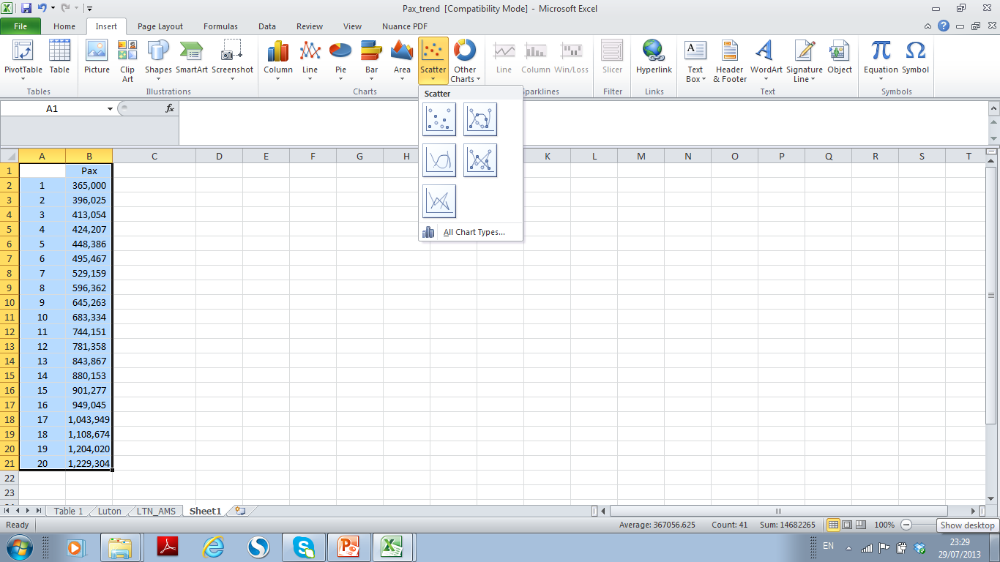 Pax_trend [Compatibility Mode] - Microsoft Excel
File Home Insert Page Layout Formulas Data Review View Nuance PDF
PivotTable Table Picture Clip Art Shapes SmartArt Screenshot Column Line Pie Bar Area Scatter Other Charts Line Column Win/Loss Slicer Hyperlink Text Box Header & Footer WordArt Signature Line Object Equation Symbol
Tables Illustrations Charts Sparklines Filter Links Text Symbols
Scatter
All Chart Types...
A1 fx
A B C D E F G H K L M N O P Q R S T
1 Pax
2 1 365,000
3 2 396,025
4 3 413,054
5 4 424,207
6 5 448,386
7 6 495,467
8 7 529,159
9 8 596,362
10 9 645,263
11 10 683,334
12 11 744,151
13 12 781,358
14 13 843,867
15 14 880,153
16 15 901,277
17 16 949,045
18 17 1,043,949
19 18 1,108,674
20 19 1,204,020
21 20 1,229,304
22
23
Table 1 Luton LTN_AMS Sheet1
Ready Average: 367056.625 Count: 41 Sum: 14682265 100%
Show desktop
EN 23:29
29/07/2013